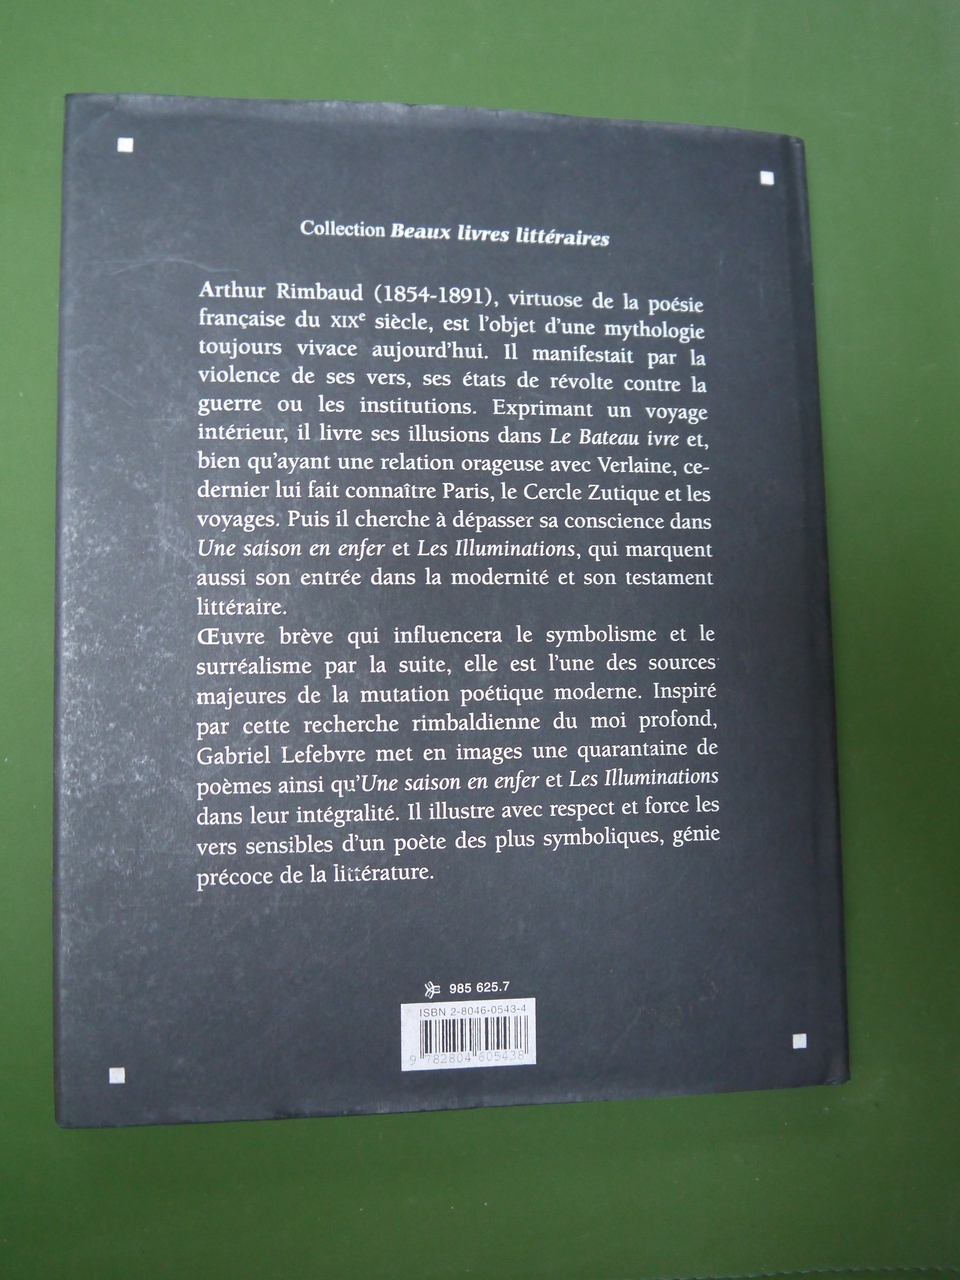 Collection Beaux livres littéraires
Arthur Rimbaud (1854-1891), virtuose de la poésie
française du XIXe siècle, est l'objet d'une mythologie
toujours vivace aujourd'hui. Il manifestait par la
violence de ses vers, ses états de révolte contre la
guerre ou les institutions. Exprimant un voyage
intérieur, il livre ses illusions dans Le Bateau ivre et,
bien qu'ayant une relation orageuse avec Verlaine, ce-
dernier lui fait connaître Paris, le Cercle Zutique et les
voyages. Puis il cherche à dépasser sa conscience dans
Une saison en enfer et Les Illuminations, qui marquent
aussi son entrée dans la modernité et son testament
littéraire.
Œuvre brève qui influencera le symbolisme et le
surréalisme par la suite, elle est l'une des sources
majeures de la mutation poétique moderne. Inspiré
par cette recherche rimbaldienne du moi profond,
Gabriel Lefebvre met en images une quarantaine de
poèmes ainsi qu'Une saison en enfer et Les Illuminations
dans leur intégralité. Il illustre avec respect et force les
vers sensibles d'un poète des plus symboliques, génie
précoce de la littérature.
985 625.7
ISBN 2-8046-0543-4
9 782804 605438